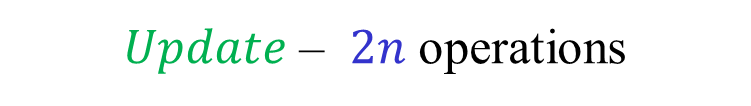 Update – 2n operations